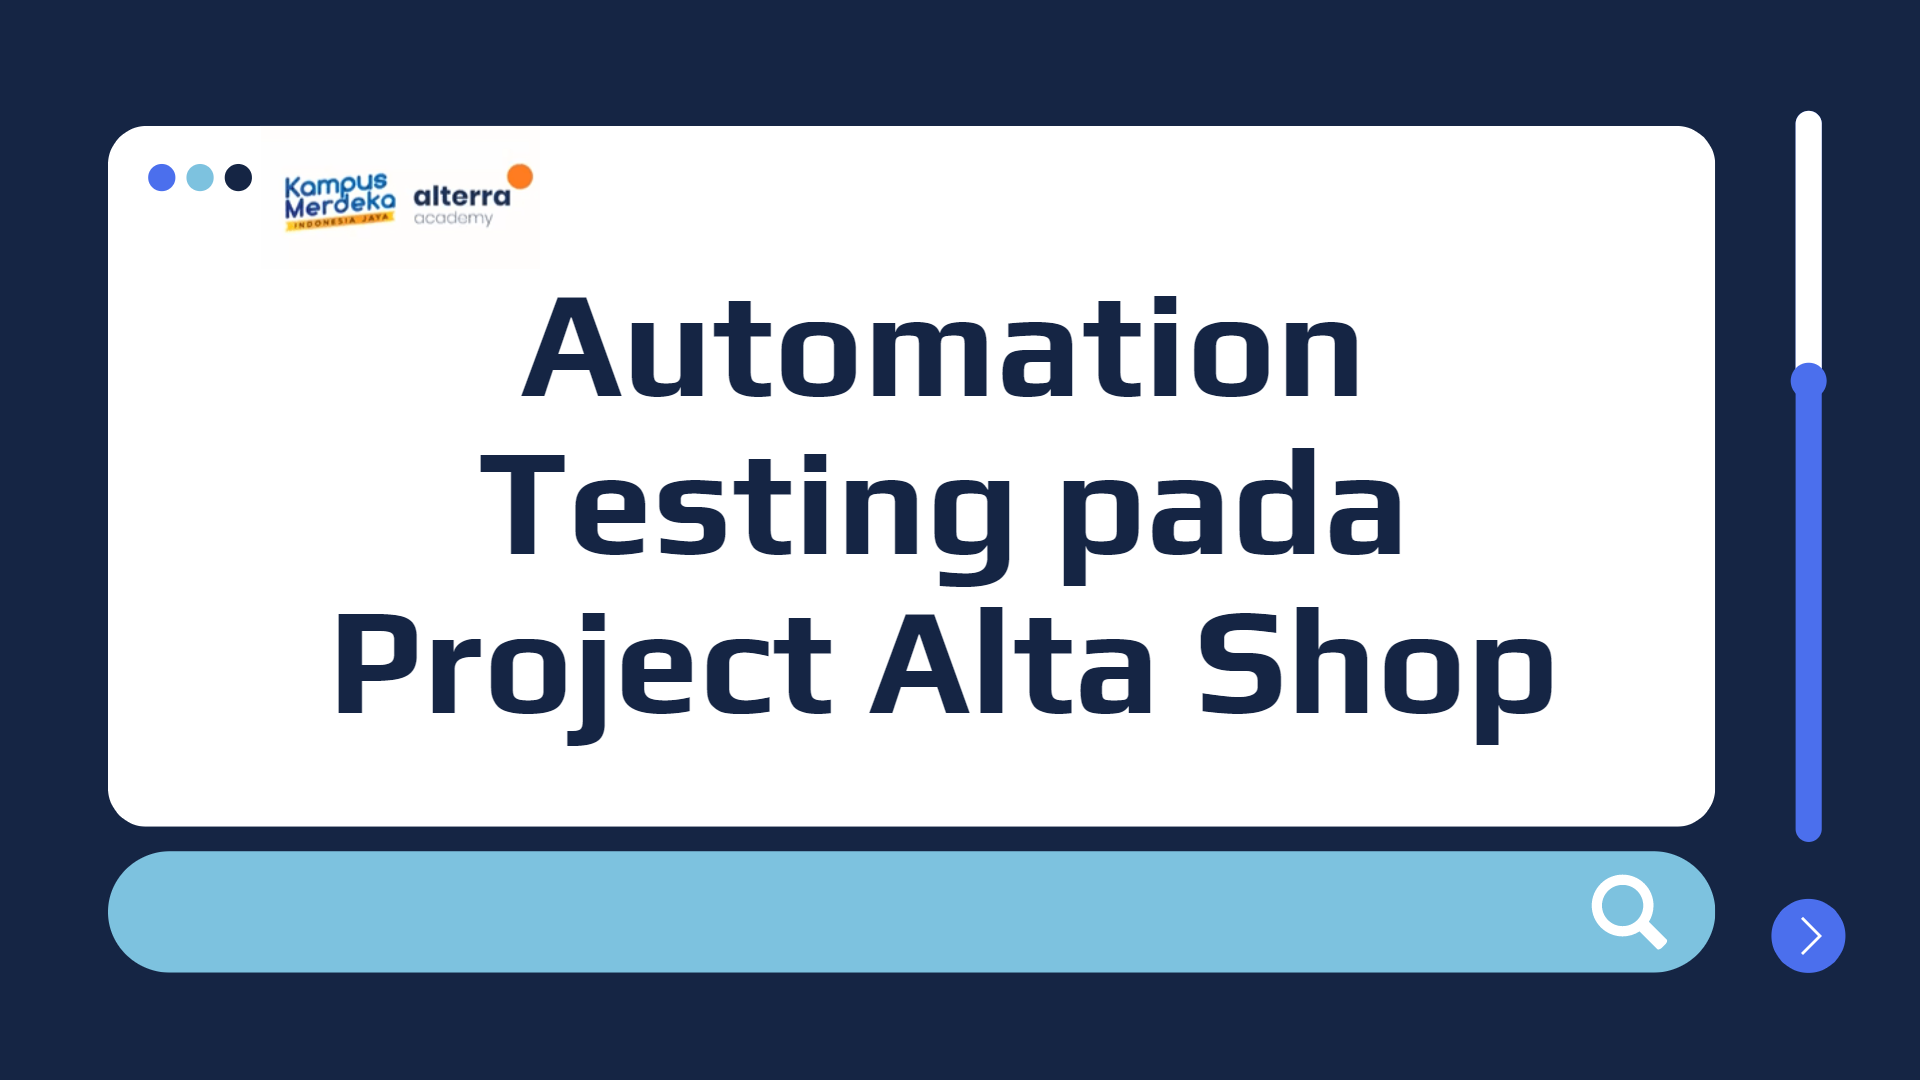 Kampus
Merdeka
INDONESIA JAYA
alterra
academy
Automation
Testing pada
Project Alta Shop